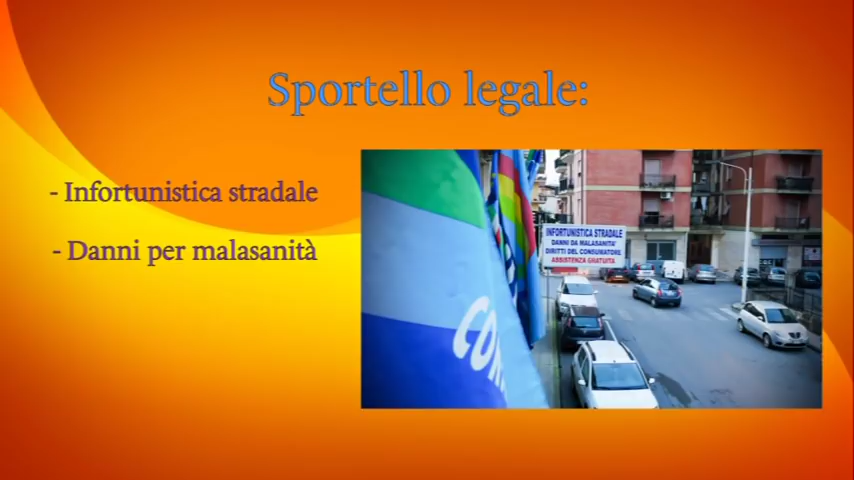 Sportello legale:
- Infortunistica stradale
- Danni per malasanità
INFORTUNISTICA STRADALE
DANNI DA MALASANITA'
DIRITTI DEL CONSUMATORE
ASSISTENZA GRATUITA